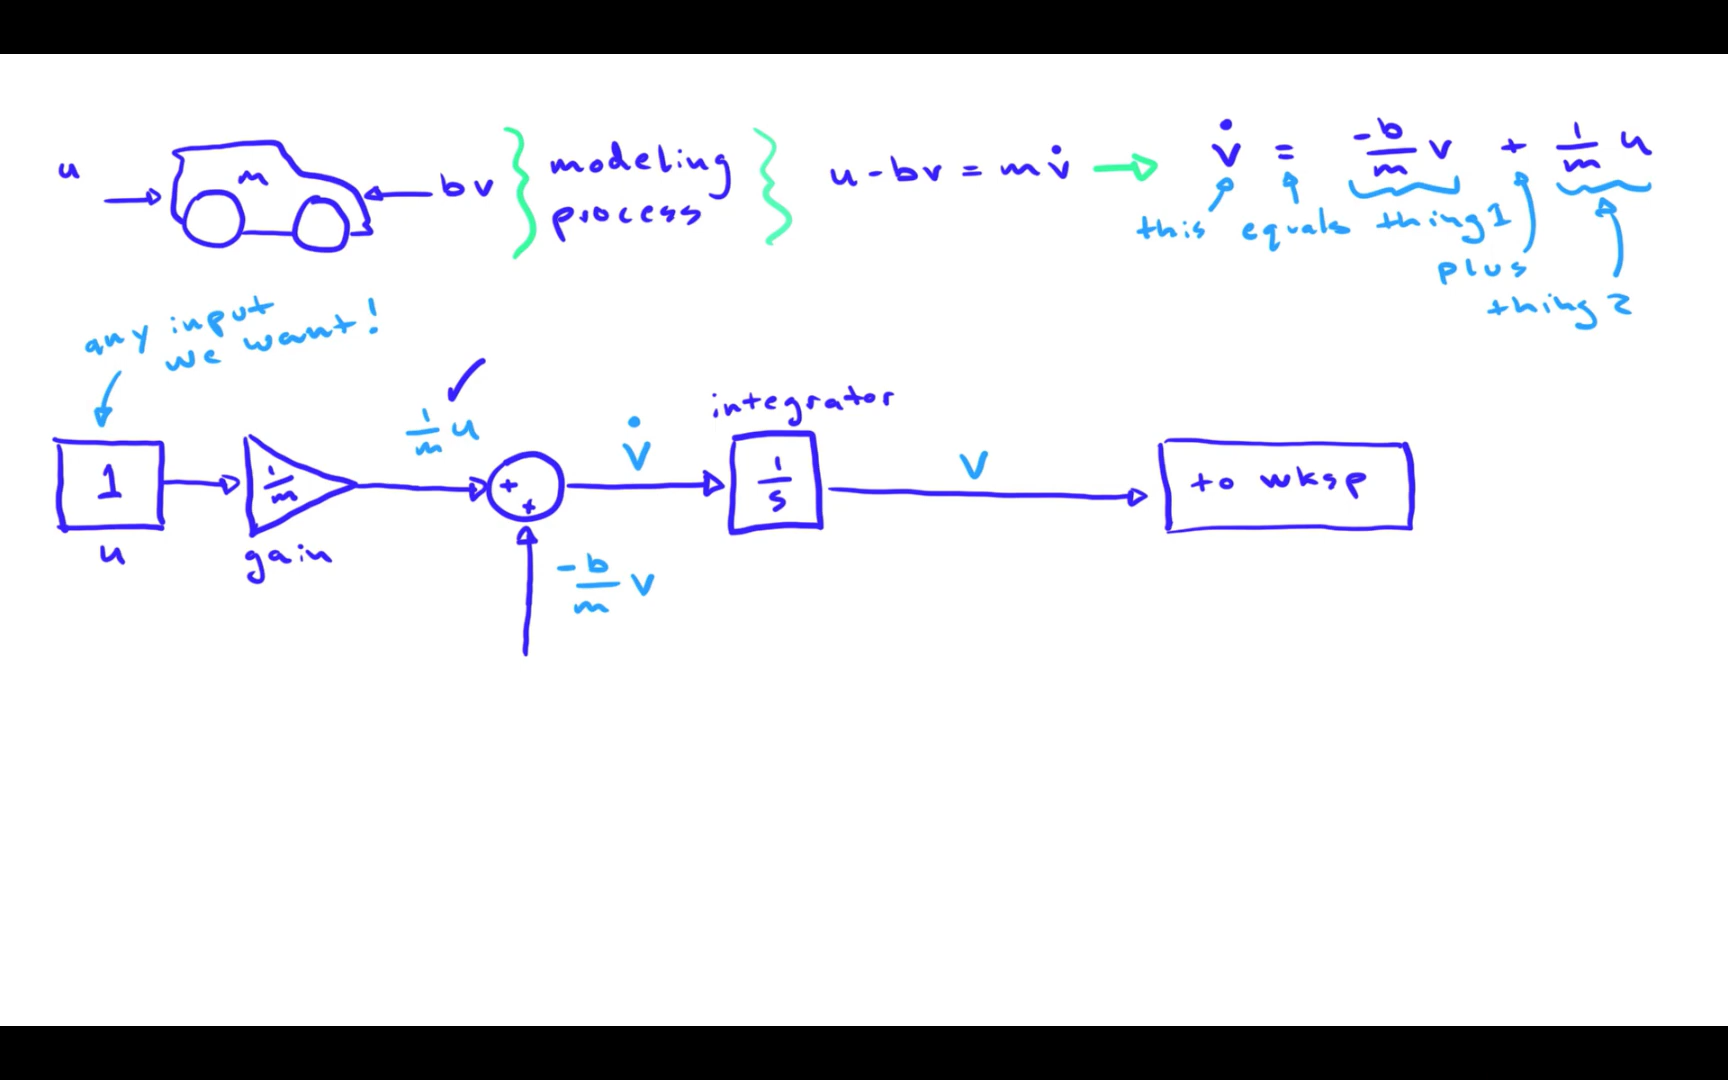 u
m
bv
modeling
process
u - bv = mv̇
v̇ = -b/m v + 1/m u
this equals thing1
plus
thing 2
any input
we want!
1
u
1/m
gain
1/m u
+
+
-b/m v
v̇
integrator
1/s
v
to wksp